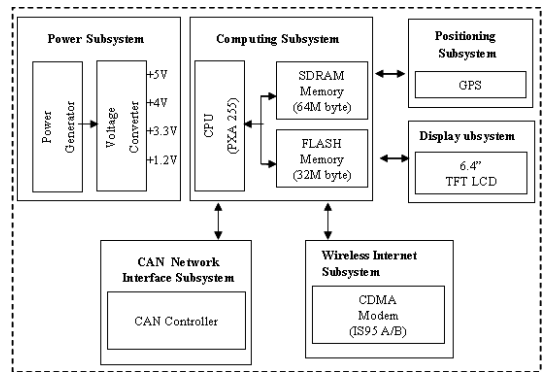 Power Subsystem
Power
Generator
Voltage
Converter
+5V
+4V
+3.3V
+1.2V
Computing Subsystem
CPU
(PXA 255)
SDRAM
Memory
(64M byte)
FLASH
Memory
(32M byte)
Positioning
Subsystem
GPS
Display ubsystem
6.4”
TFT LCD
CAN Network
Interface Subsystem
CAN Controller
Wireless Internet
Subsystem
CDMA
Modem
(IS95 A/B)